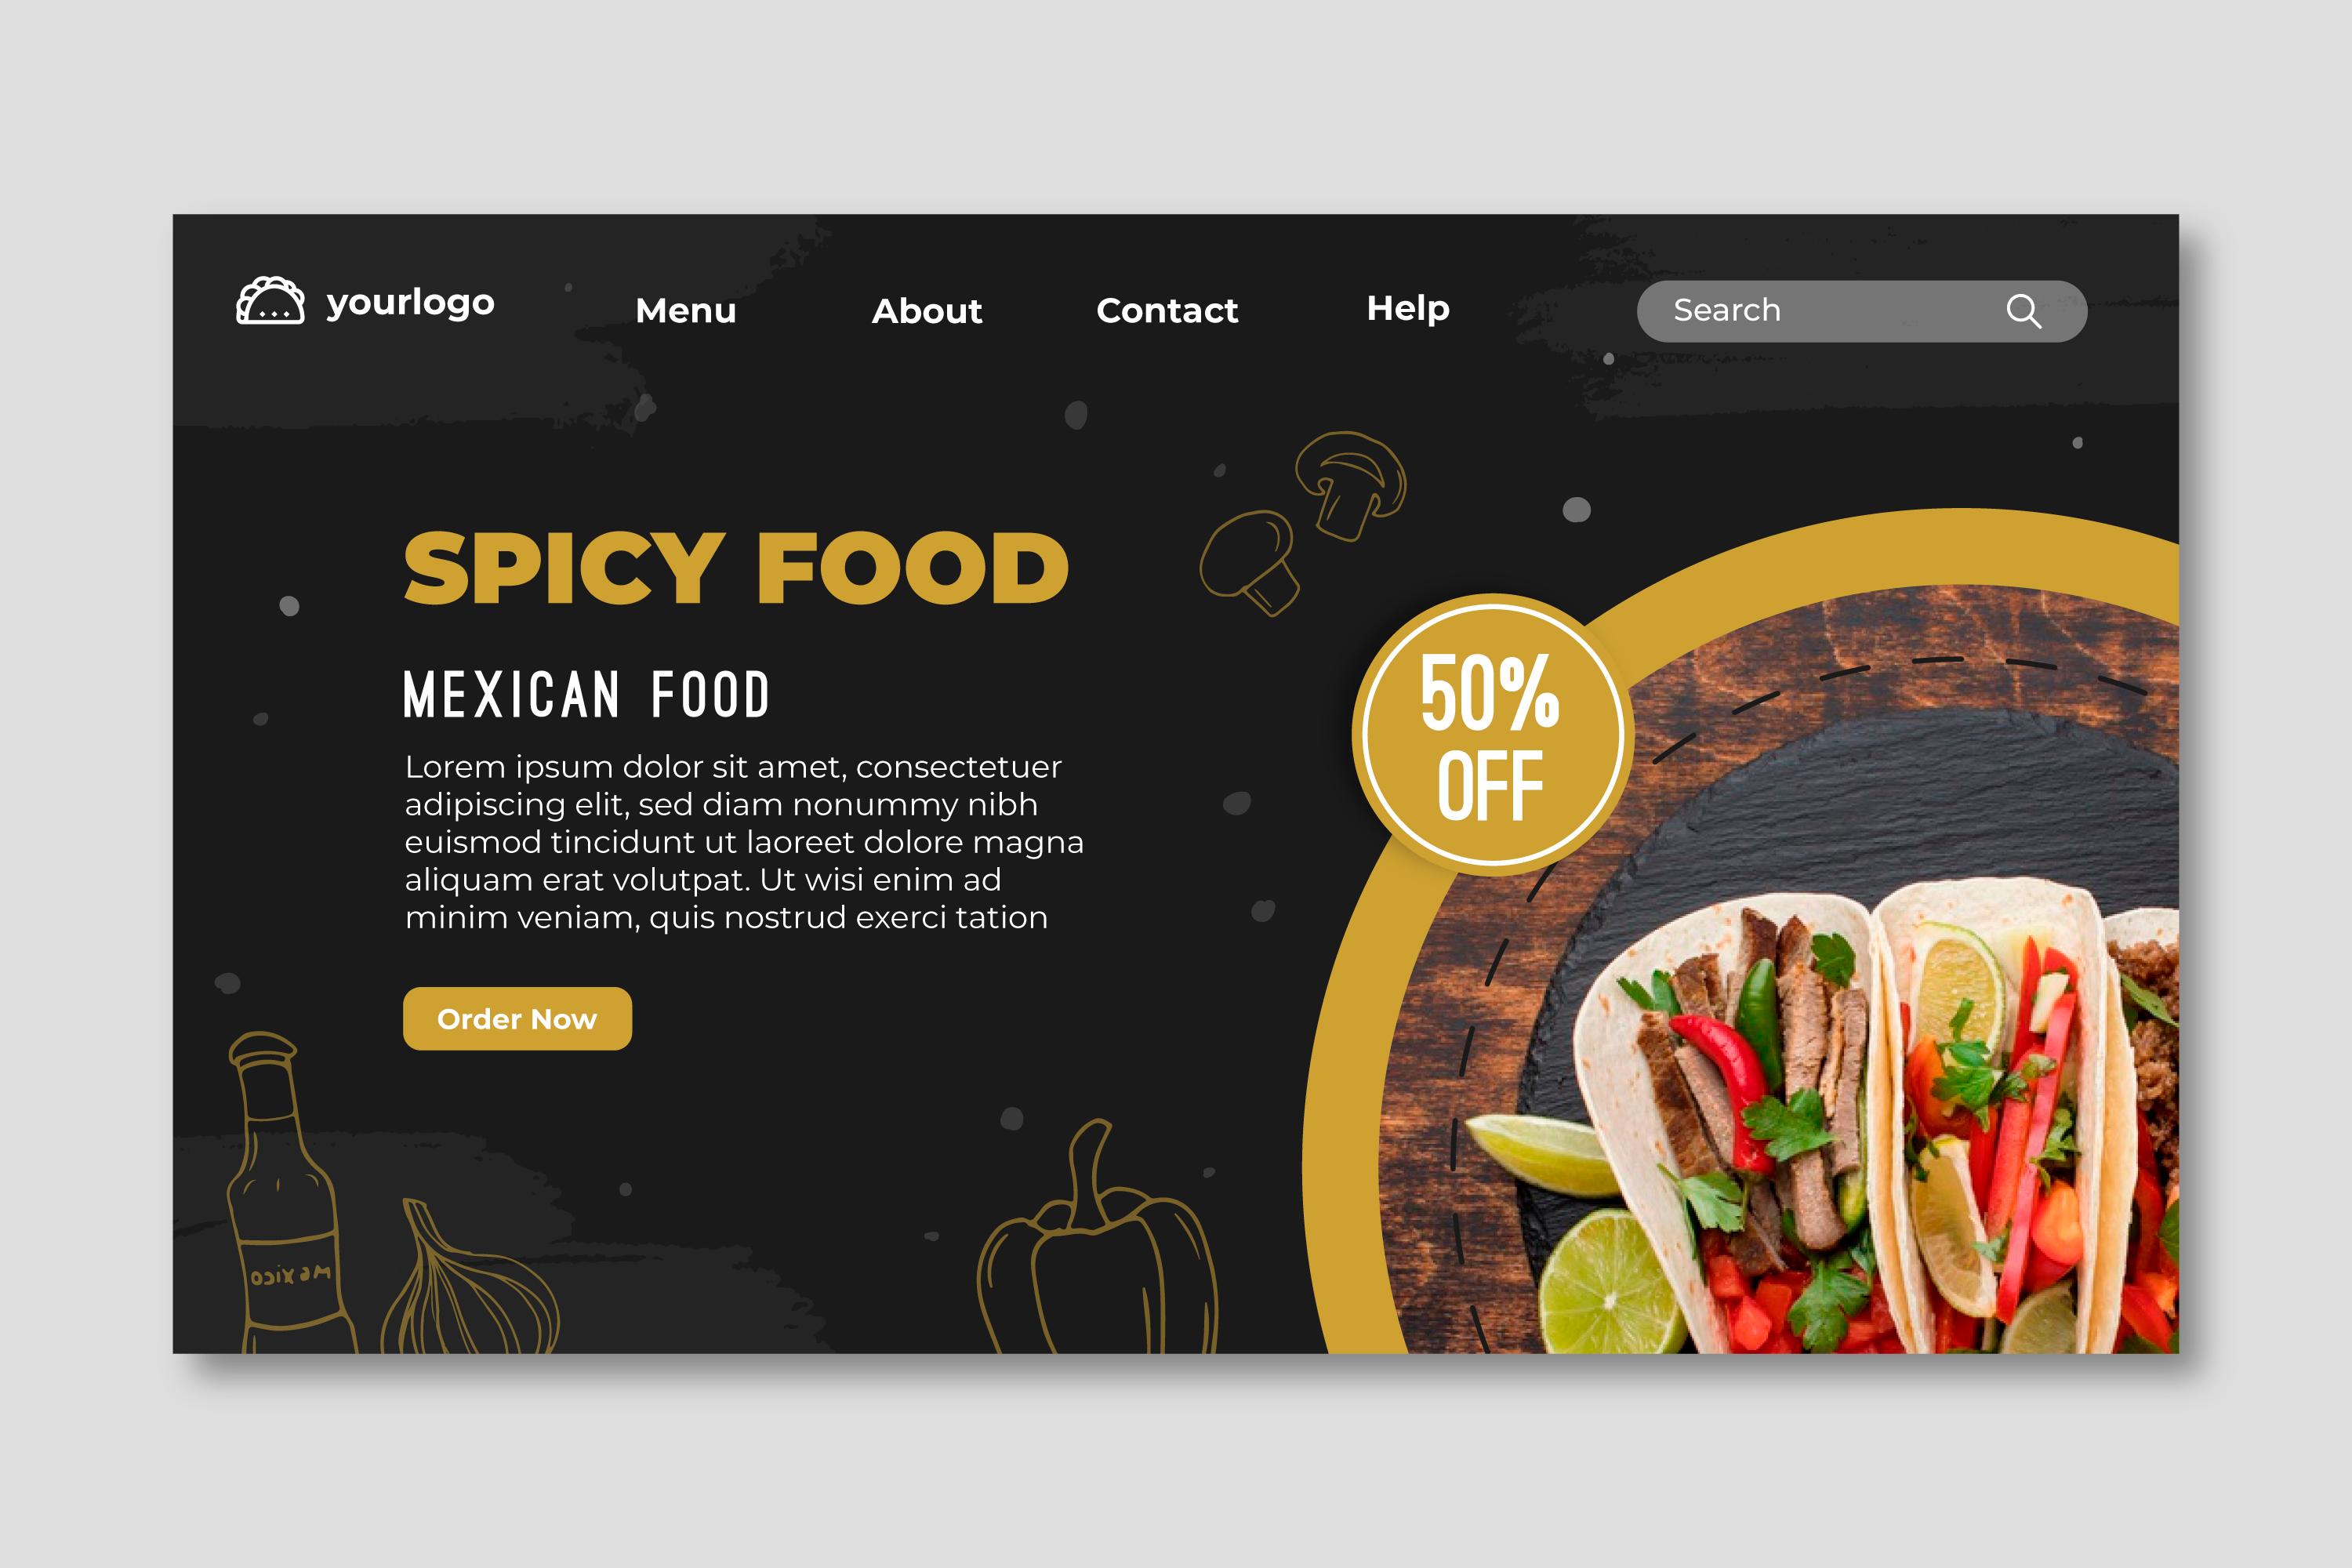 yourlogo
Menu
About
Contact
Help
Search
SPICY FOOD
MEXICAN FOOD
Lorem ipsum dolor sit amet, consectetuer
adipiscing elit, sed diam nonummy nibh
euismod tincidunt ut laoreet dolore magna
aliquam erat volutpat. Ut wisi enim ad
minim veniam, quis nostrud exerci tation
Order Now
50%
OFF
Mexico